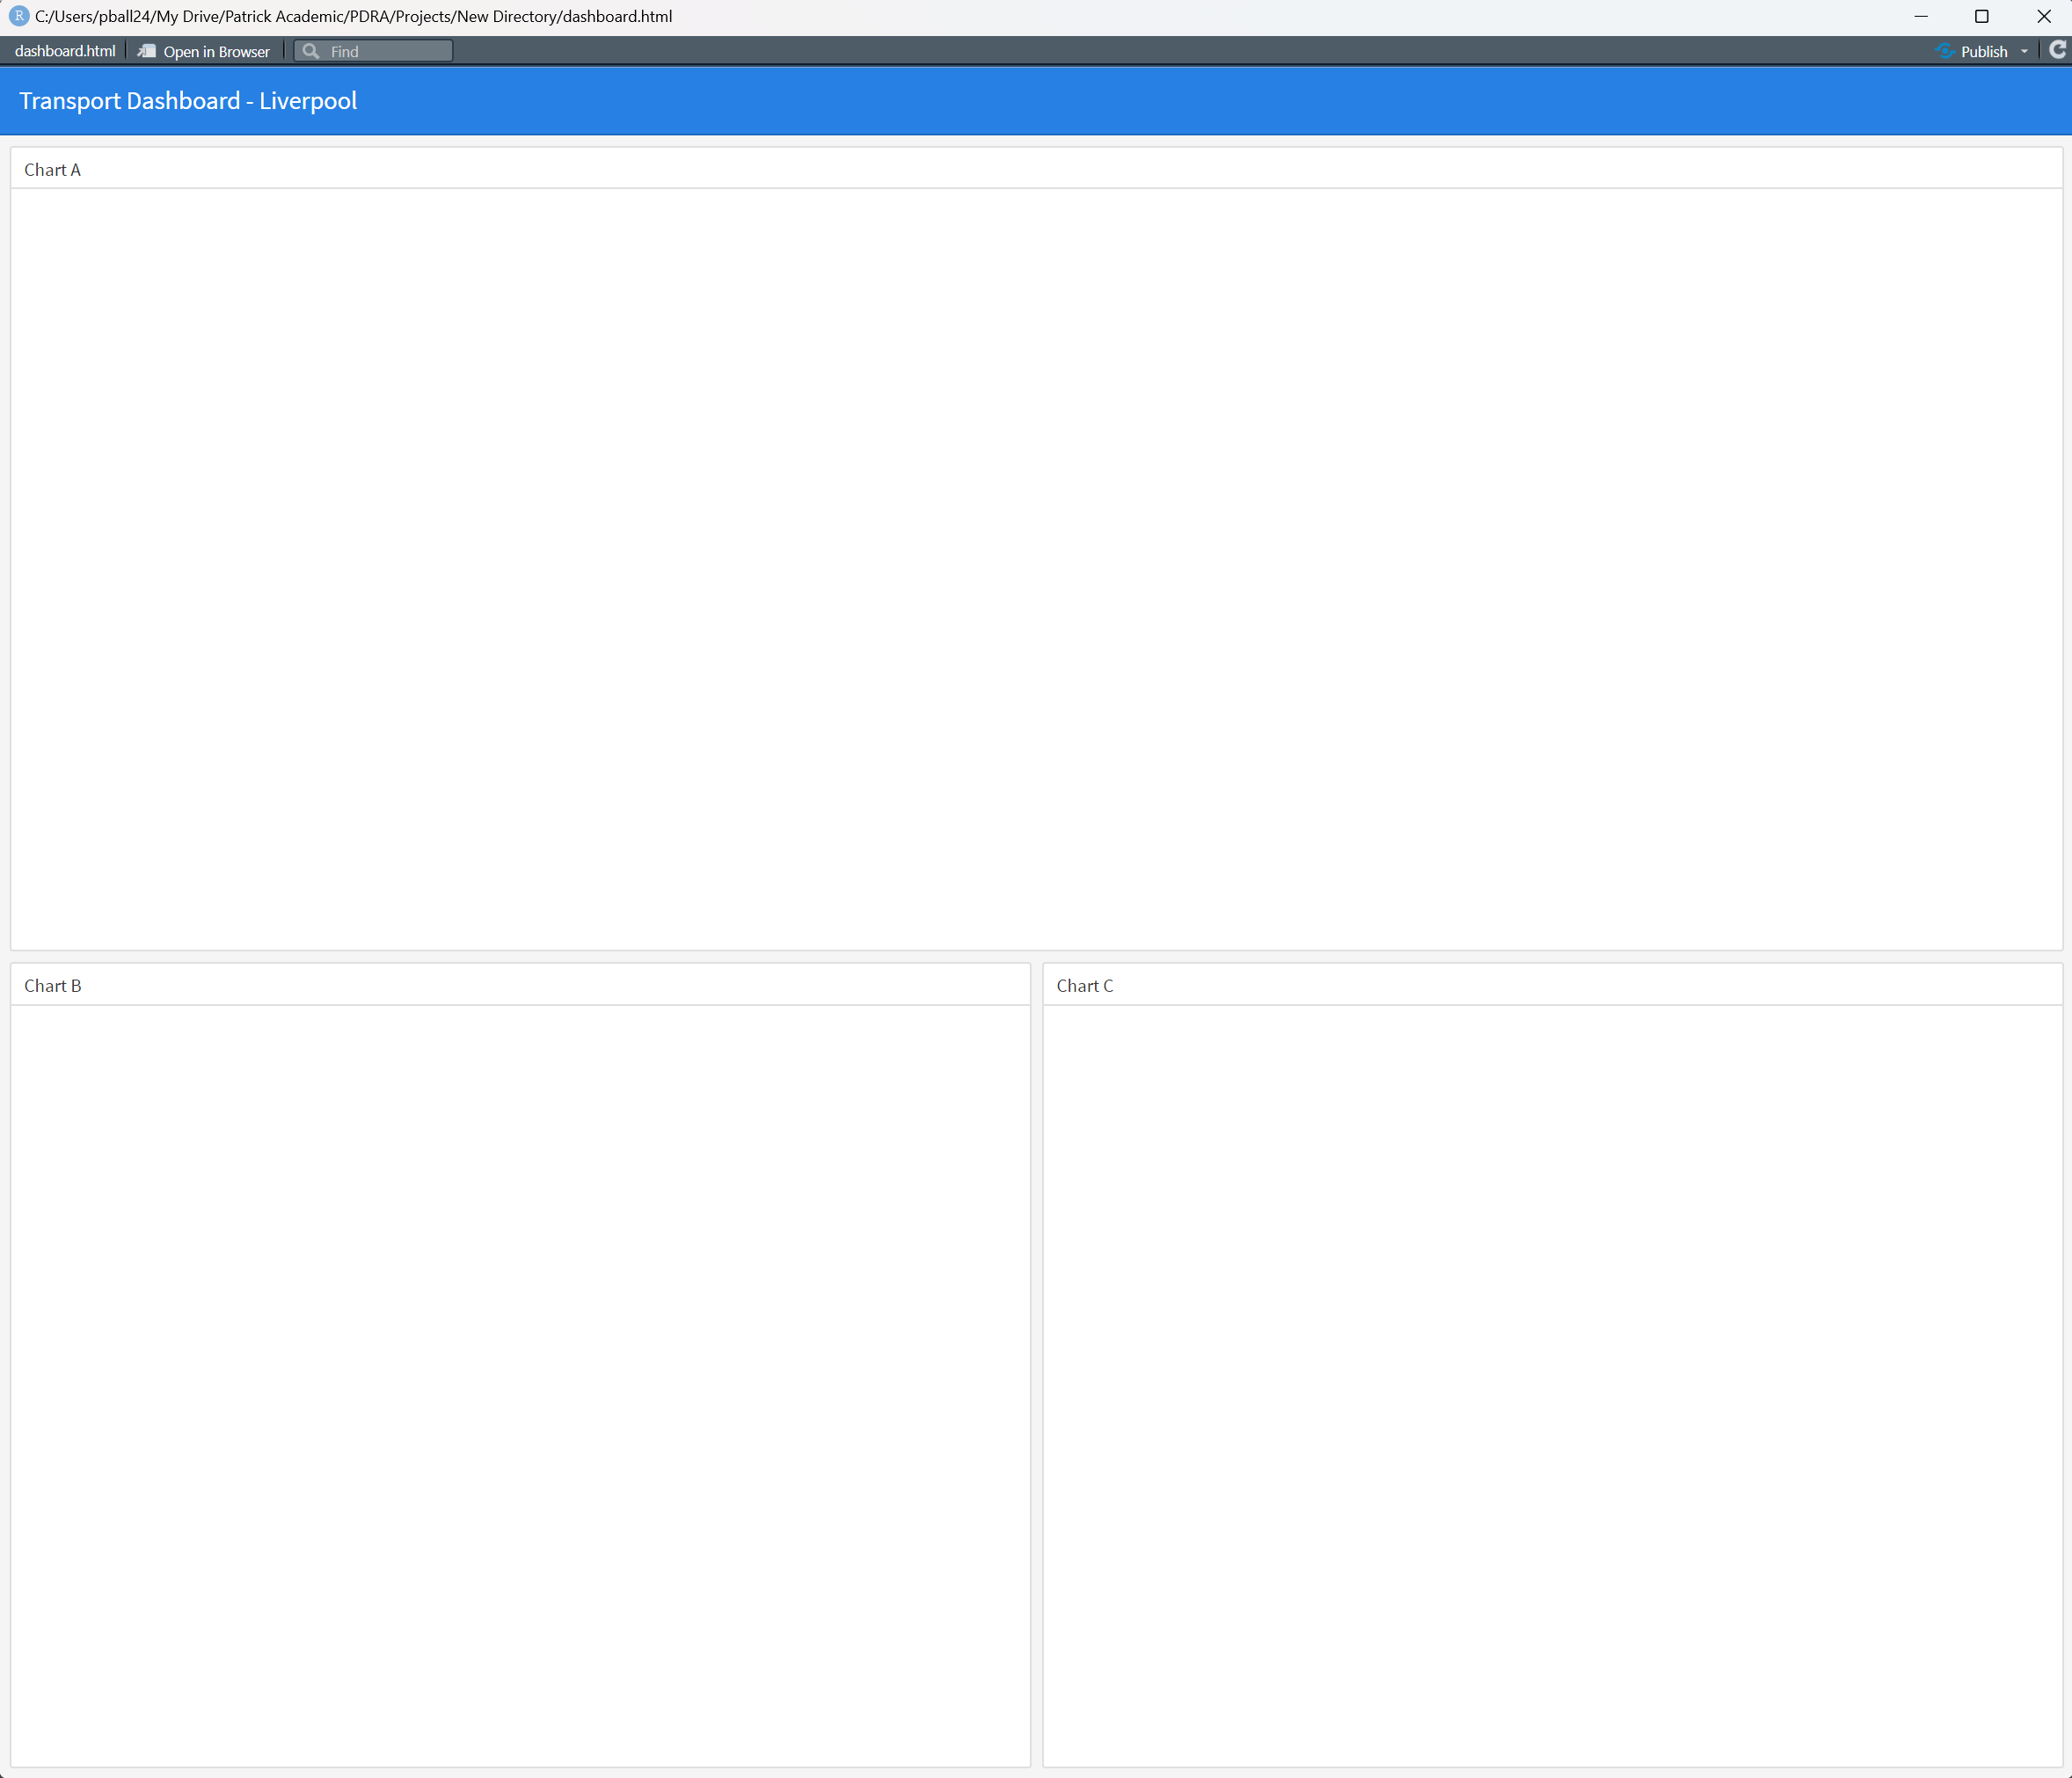 R C:/Users/pball24/My Drive/Patrick Academic/PDRA/Projects/New Directory/dashboard.html
dashboard.html Open in Browser Find Publish
Transport Dashboard - Liverpool
Chart A
Chart B
Chart C